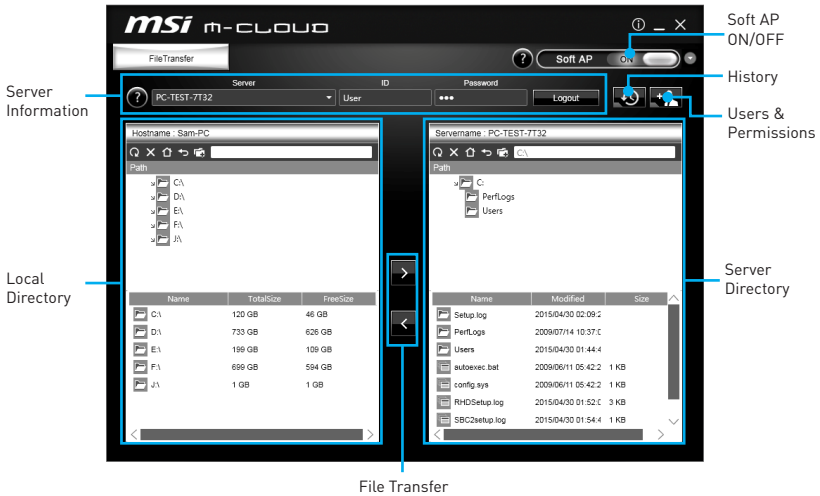 msi m-cloud
Soft AP
ON/OFF
FileTransfer
? Soft AP ON
History
Server
Information
Server ID Password
? PC-TEST-7T32 User ••• Logout
Users &
Permissions
Hostname : Sam-PC
Path
C:\
D:\
E:\
F:\
J:\
Servername : PC-TEST-7T32
C:\
Path
C:
PerfLogs
Users
>
<
Local
Directory
Server
Directory
Name TotalSize FreeSize
C:\ 120 GB 46 GB
D:\ 733 GB 626 GB
E:\ 199 GB 109 GB
F:\ 699 GB 594 GB
J:\ 1 GB 1 GB
Name Modified Size
Setup.log 2015/04/30 02:09:2
PerfLogs 2009/07/14 10:37:0
Users 2015/04/30 01:44:4
autoexec.bat 2009/06/11 05:42:2 1 KB
config.sys 2009/06/11 05:42:2 1 KB
RHDSetup.log 2015/04/30 01:52:0 3 KB
SBC2setup.log 2015/04/30 01:54:4 1 KB
File Transfer